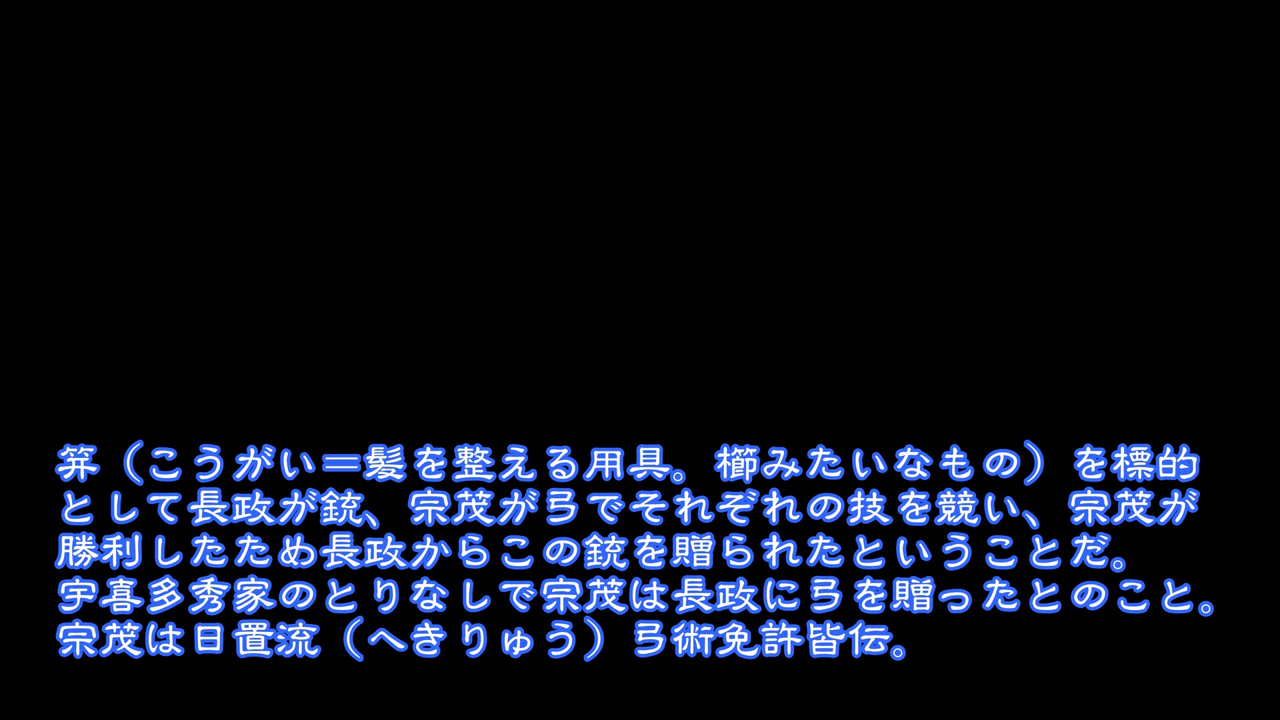 笄（こうがい＝髪を整える用具。櫛みたいなもの）を標的
として長政が銃、宗茂が弓でそれぞれの技を競い、宗茂が
勝利したため長政からこの銃を贈られたということだ。
宇喜多秀家のとりなしで宗茂は長政に弓を贈ったとのこと。
宗茂は日置流（へきりゅう）弓術免許皆伝。